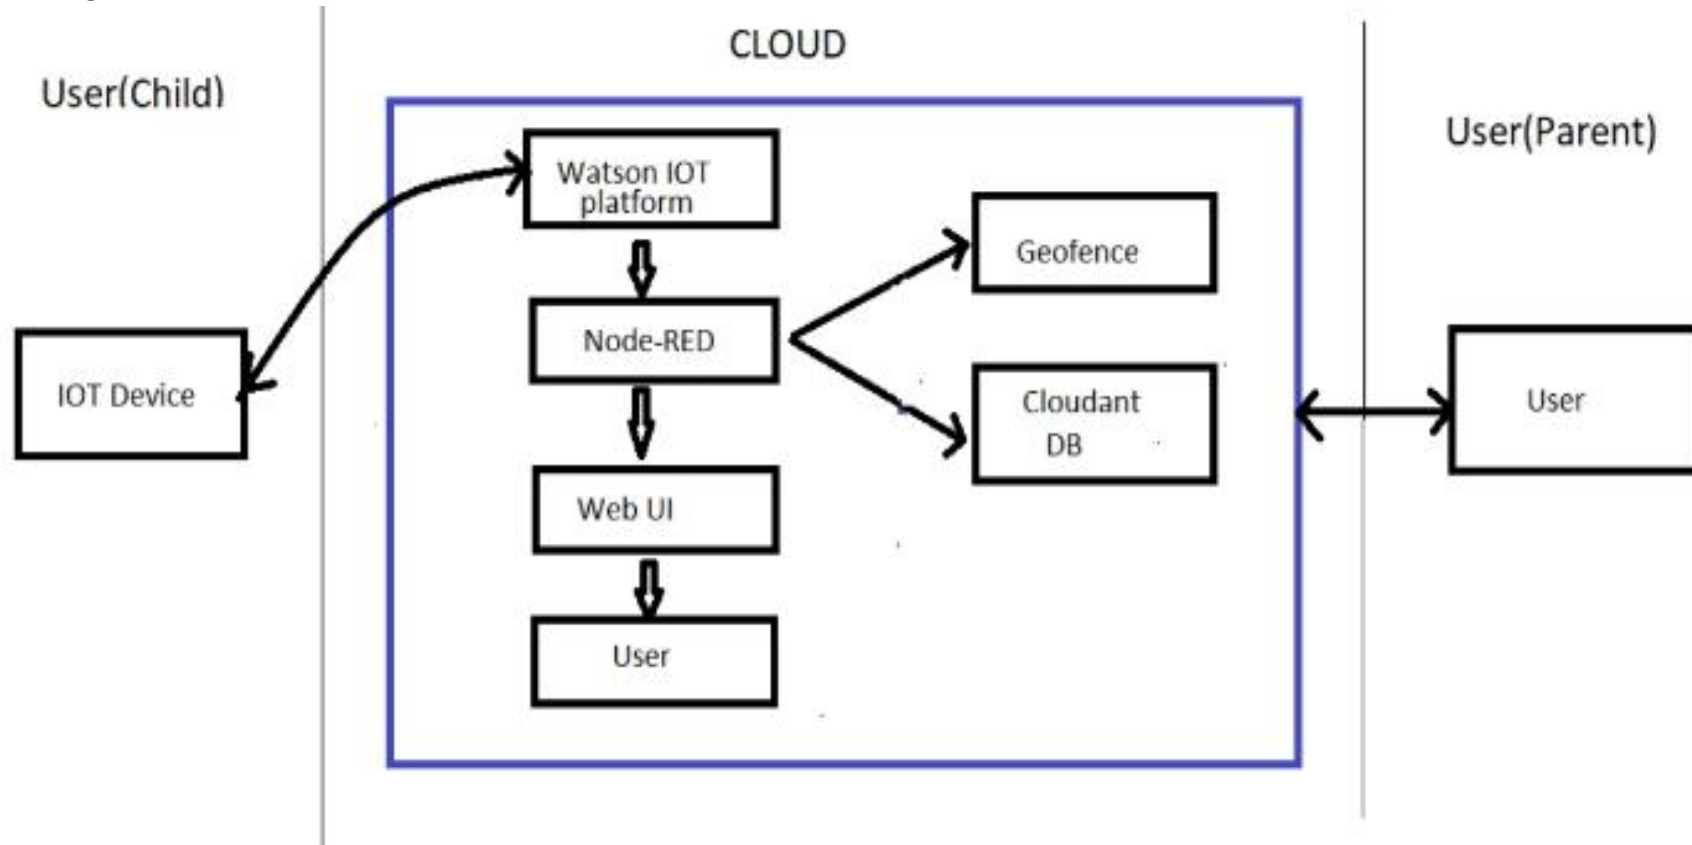 CLOUD
User(Child)
User(Parent)
Watson IOT
platform
Geofence
Node-RED
IOT Device
Cloudant
DB
User
Web UI
User